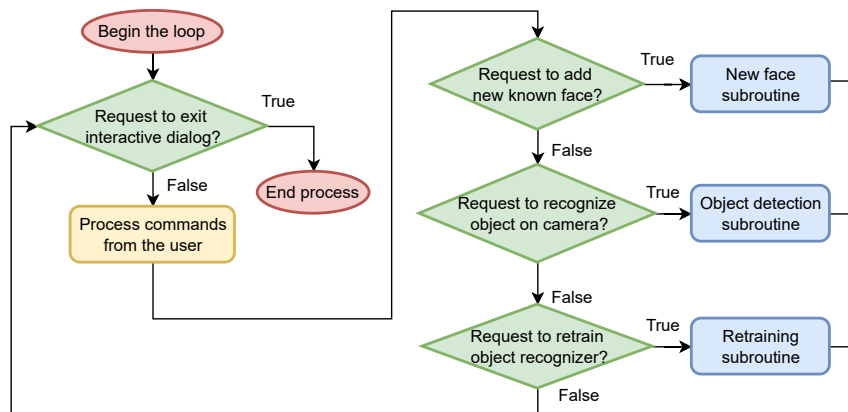 Begin the loop
Request to exit
interactive dialog?
True
End process
False
Process commands
from the user
Request to add
new known face?
True
New face
subroutine
False
Request to recognize
object on camera?
True
Object detection
subroutine
False
Request to retrain
object recognizer?
True
Retraining
subroutine
False